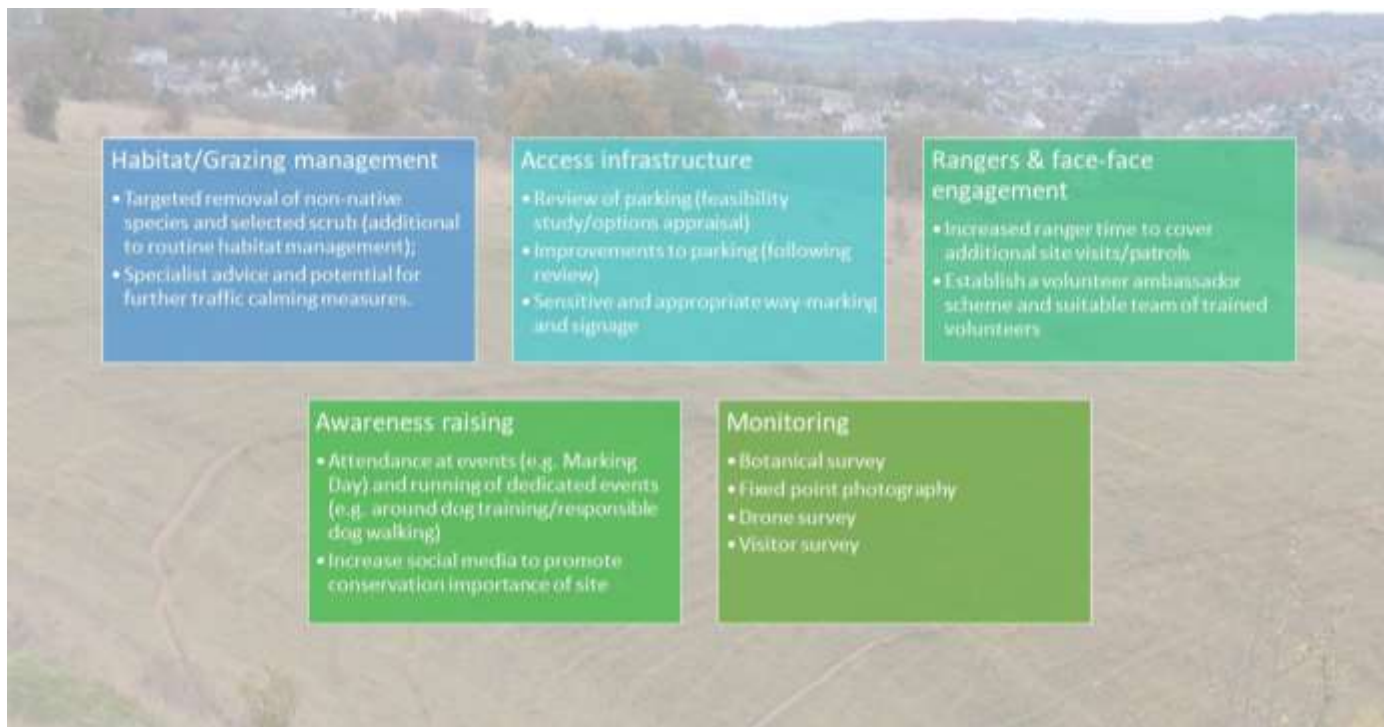 Habitat/Grazing management
• Targeted removal of non-native
species and selected scrub (additional
to routine habitat management);
• Specialist advice and potential for
further traffic calming measures.
Access infrastructure
• Review of parking (feasibility
study/options appraisal)
• Improvements to parking (following
review)
• Sensitive and appropriate way-marking
and signage
Rangers & face-face
engagement
• Increased ranger time to cover
additional site visits/patrols
• Establish a volunteer ambassador
scheme and suitable team of trained
volunteers
Awareness raising
• Attendance at events (e.g. Marking
Day) and running of dedicated events
(e.g. around dog training/responsible
dog walking)
• Increase social media to promote
conservation importance of site
Monitoring
• Botanical survey
• Fixed point photography
• Drone survey
• Visitor survey